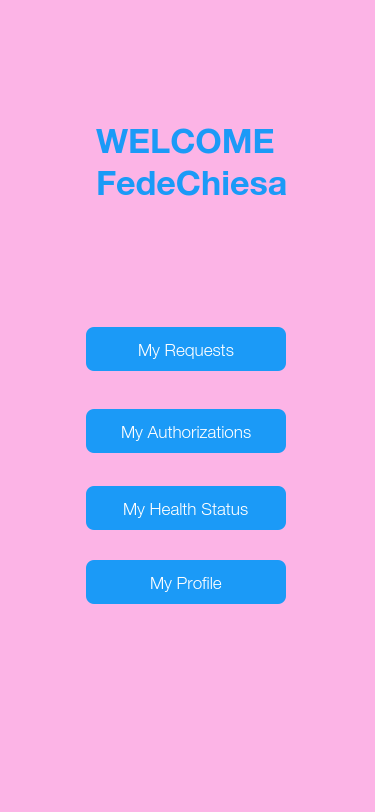 WELCOME
FedeChiesa
My Requests
My Authorizations
My Health Status
My Profile